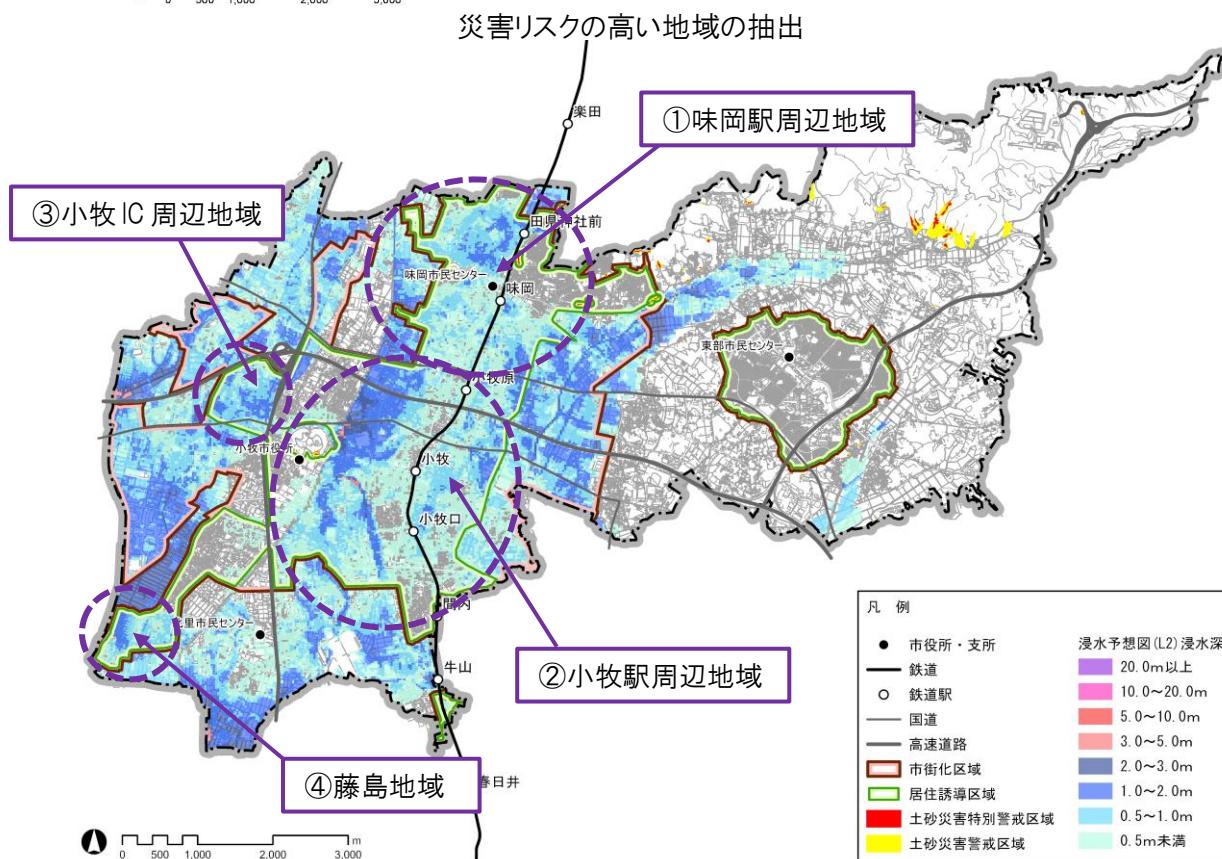 0 500 1,000 2,000 3,000
災害リスクの高い地域の抽出
楽田
①味岡駅周辺地域
③小牧IC周辺地域
田県神社前
味岡市民センター
味岡
東部市民センター
小牧原
小牧市役所
小牧
小牧口
間内
北里市民センター
牛山
②小牧駅周辺地域
④藤島地域
春日井
0 500 1,000 2,000 3,000
m
凡 例
市役所・支所
鉄道
鉄道駅
国道
高速道路
市街化区域
居住誘導区域
土砂災害特別警戒区域
土砂災害警戒区域
浸水予想図(L2)浸水深
20.0m以上
10.0～20.0m
5.0～10.0m
3.0～5.0m
2.0～3.0m
1.0～2.0m
0.5～1.0m
0.5m未満